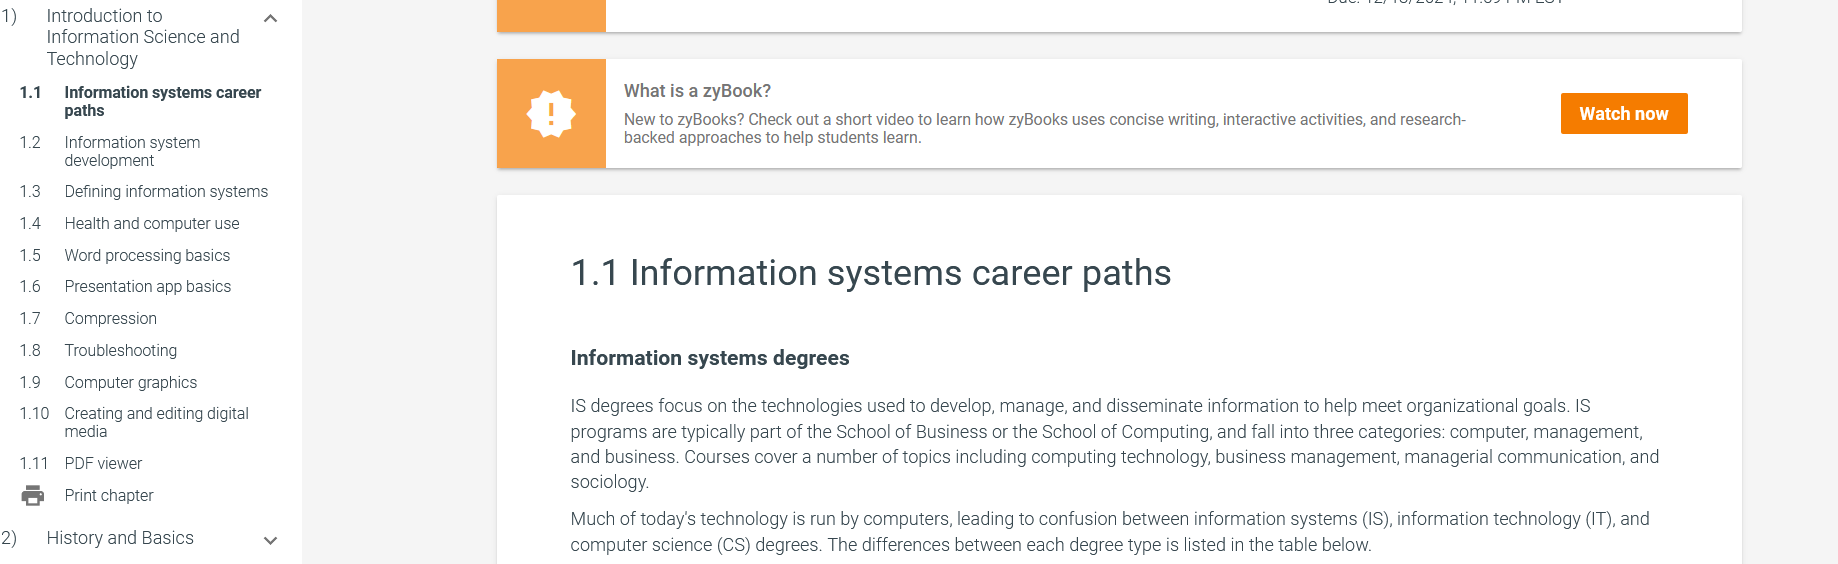 1) Introduction to
Information Science and
Technology
1.1 Information systems career
paths
1.2 Information system
development
1.3 Defining information systems
1.4 Health and computer use
1.5 Word processing basics
1.6 Presentation app basics
1.7 Compression
1.8 Troubleshooting
1.9 Computer graphics
1.10 Creating and editing digital
media
1.11 PDF viewer
Print chapter
2) History and Basics
What is a zyBook?
New to zyBooks? Check out a short video to learn how zyBooks uses concise writing, interactive activities, and research-
backed approaches to help students learn.
Watch now
1.1 Information systems career paths
Information systems degrees
IS degrees focus on the technologies used to develop, manage, and disseminate information to help meet organizational goals. IS
programs are typically part of the School of Business or the School of Computing, and fall into three categories: computer, management,
and business. Courses cover a number of topics including computing technology, business management, managerial communication, and
sociology.
Much of today's technology is run by computers, leading to confusion between information systems (IS), information technology (IT), and
computer science (CS) degrees. The differences between each degree type is listed in the table below.